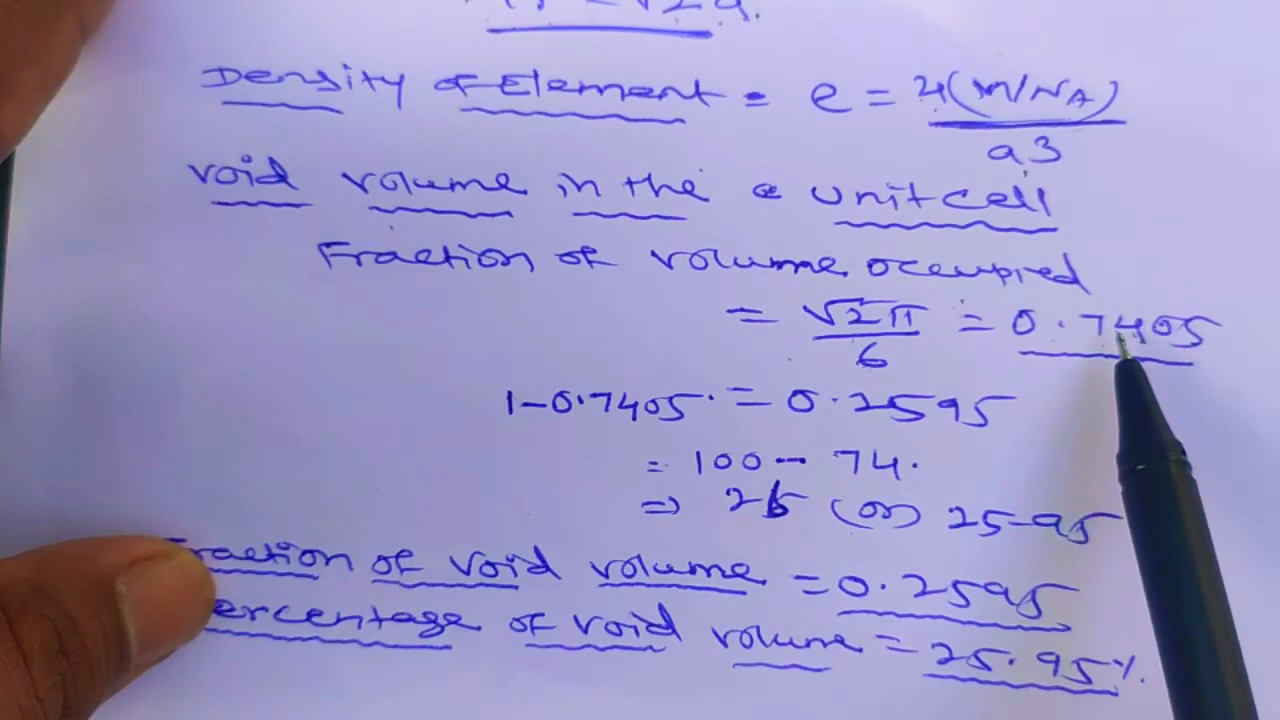 Density of Element = e = 4(M/NA)
a3
void volume in the unit cell
Fraction of volume occupied
= √2π/6 = 0.7405
1-0.7405 = 0.2595
= 100 - 74.
⇒ 26 (or) 25-95
Fraction of void volume = 0.2595
Percentage of void volume = 25.95%.